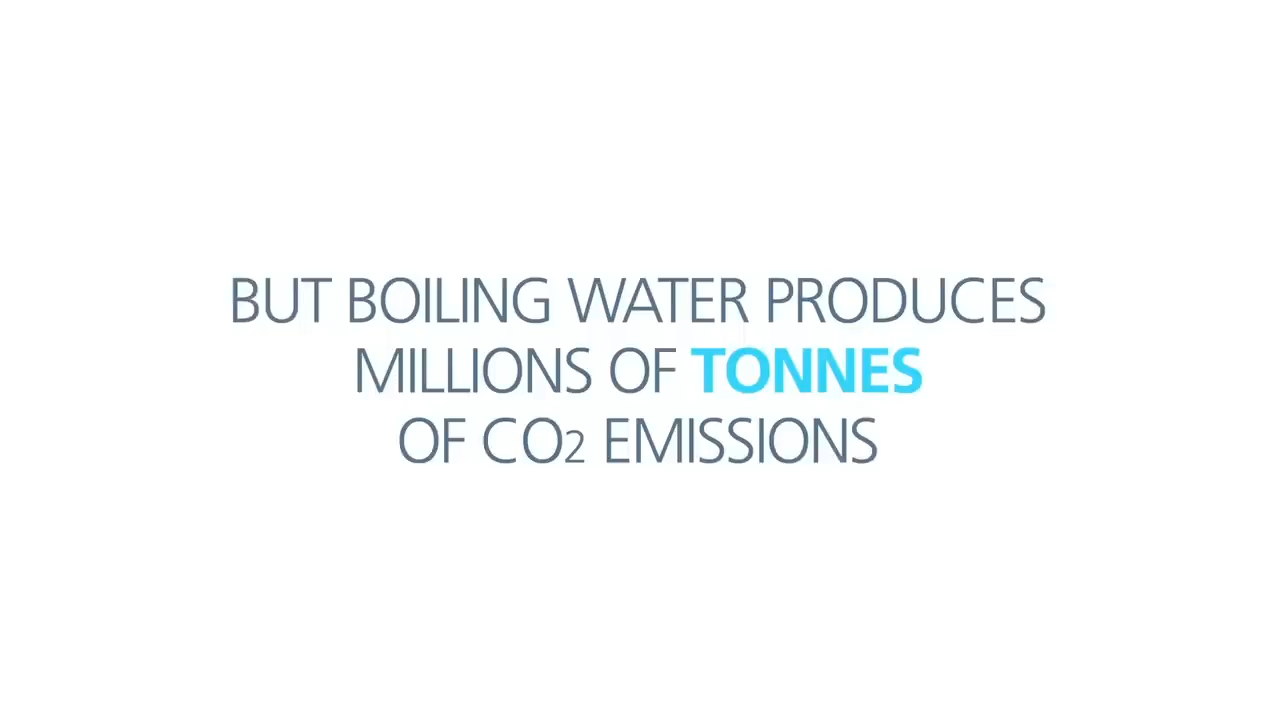 BUT BOILING WATER PRODUCES
MILLIONS OF TONNES
OF CO2 EMISSIONS